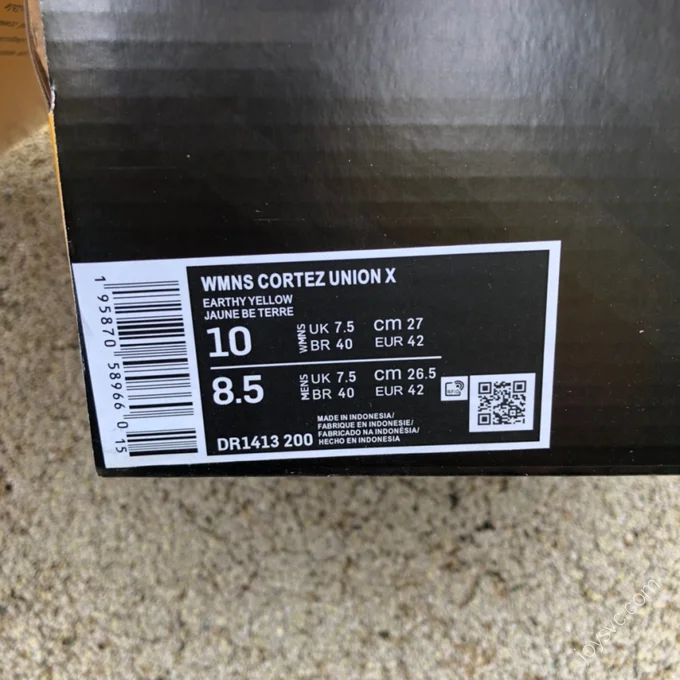 WMNS CORTEZ UNION X
EARTHY YELLOW
JAUNE BE TERRE
10
WMNS
UK 7.5 cm 27
BR 40 EUR 42
8.5
MENS
UK 7.5 cm 26.5
BR 40 EUR 42
DR1413 200
MADE IN INDONESIA/
FABRIQUE EN INDONESIE/
FABRICADO NA INDONÉSIA/
HECHO EN INDONESIA
1 95870 58966 0 15
joysvc.com